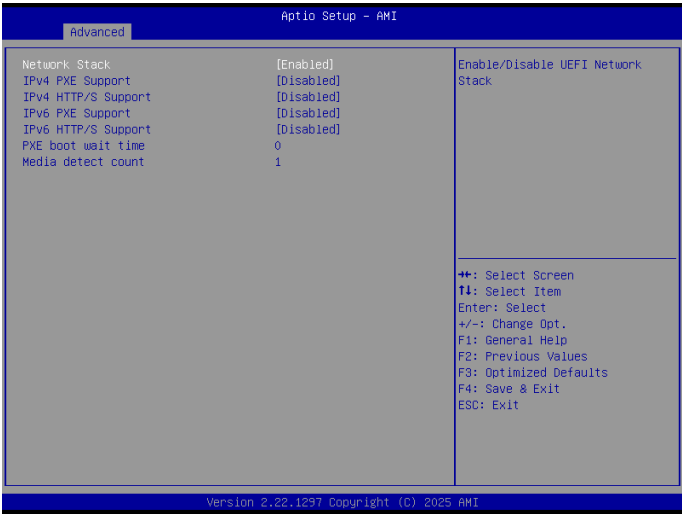 Aptio Setup - AMI
Advanced
Network Stack [Enabled]
IPv4 PXE Support [Disabled]
IPv4 HTTP/S Support [Disabled]
IPv6 PXE Support [Disabled]
IPv6 HTTP/S Support [Disabled]
PXE boot wait time 0
Media detect count 1
Enable/Disable UEFI Network
Stack
→←: Select Screen
↑↓: Select Item
Enter: Select
+/-: Change Opt.
F1: General Help
F2: Previous Values
F3: Optimized Defaults
F4: Save & Exit
ESC: Exit
Version 2.22.1297 Copyright (C) 2025 AMI